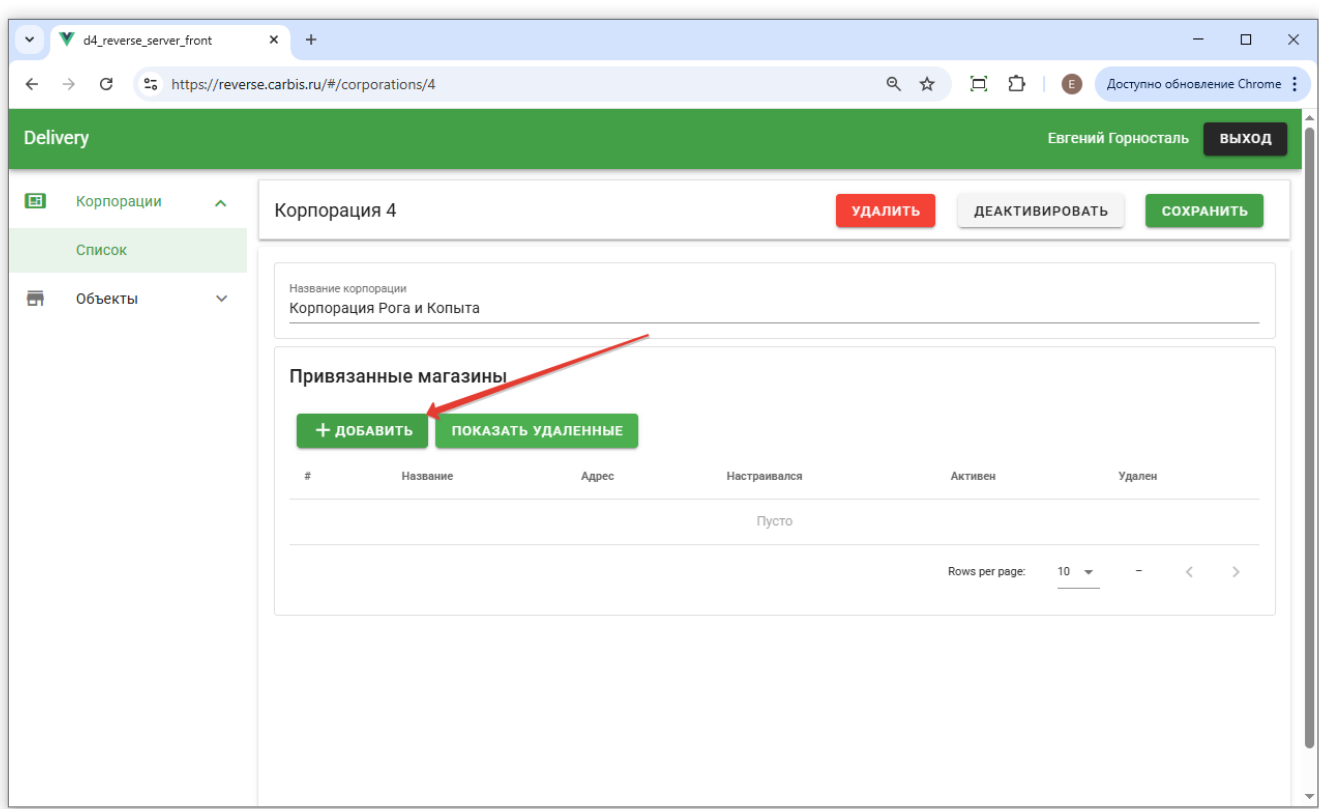 d4_reverse_server_front
https://reverse.carbis.ru/#/corporations/4
E
Доступно обновление Chrome
Delivery
Евгений Горносталь
ВЫХОД
Корпорации
Список
Объекты
Корпорация 4
УДАЛИТЬ
ДЕАКТИВИРОВАТЬ
СОХРАНИТЬ
Название корпорации
Корпорация Рога и Копыта
Привязанные магазины
+ ДОБАВИТЬ
ПОКАЗАТЬ УДАЛЕННЫЕ
# Название Адрес Настраивался Активен Удален
Пусто
Rows per page: 10 –